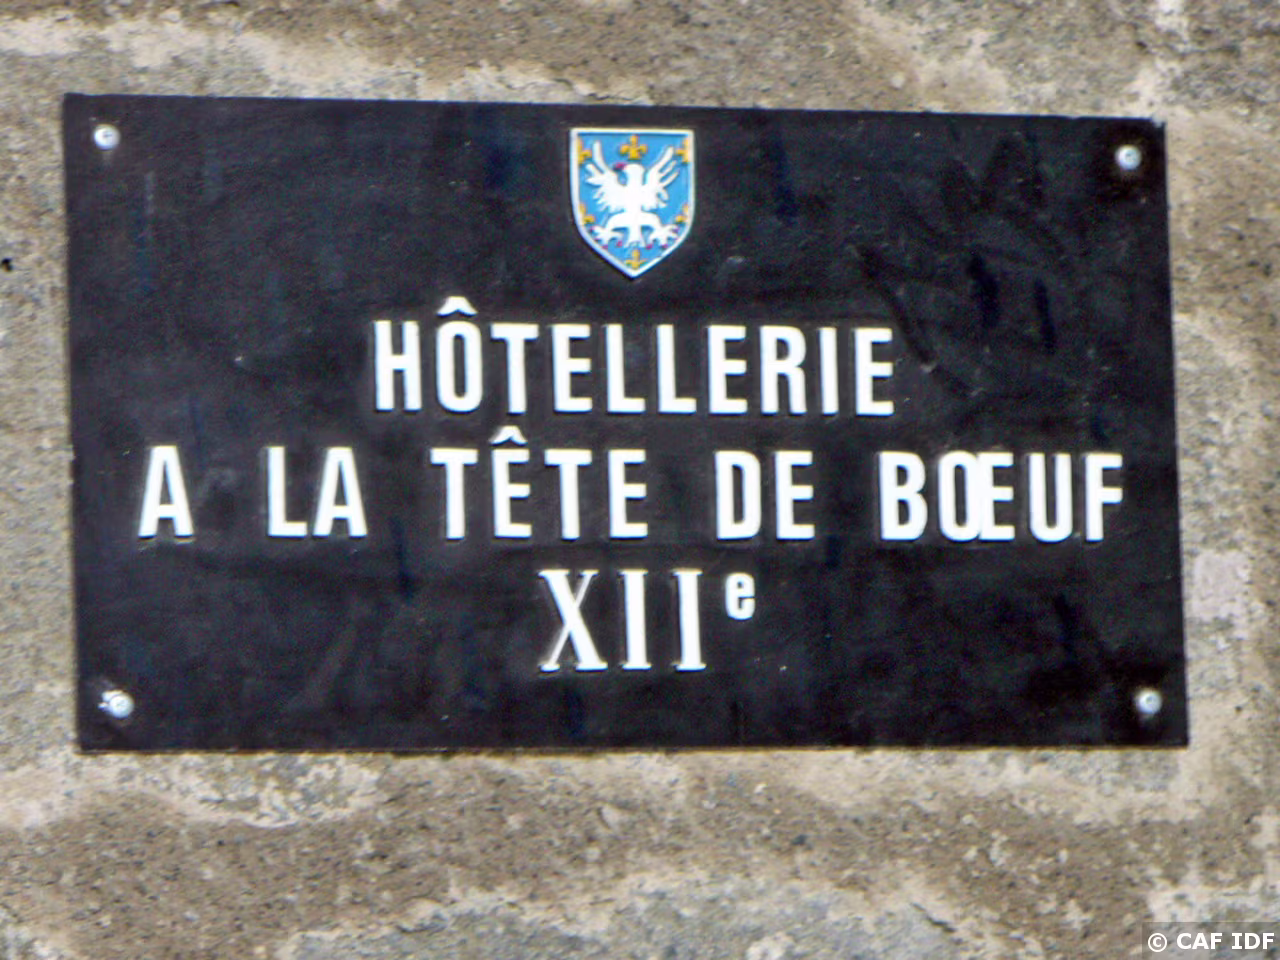 HÔTELLERIE
A LA TÊTE DE BŒUF
XIIe
© CAF IDF